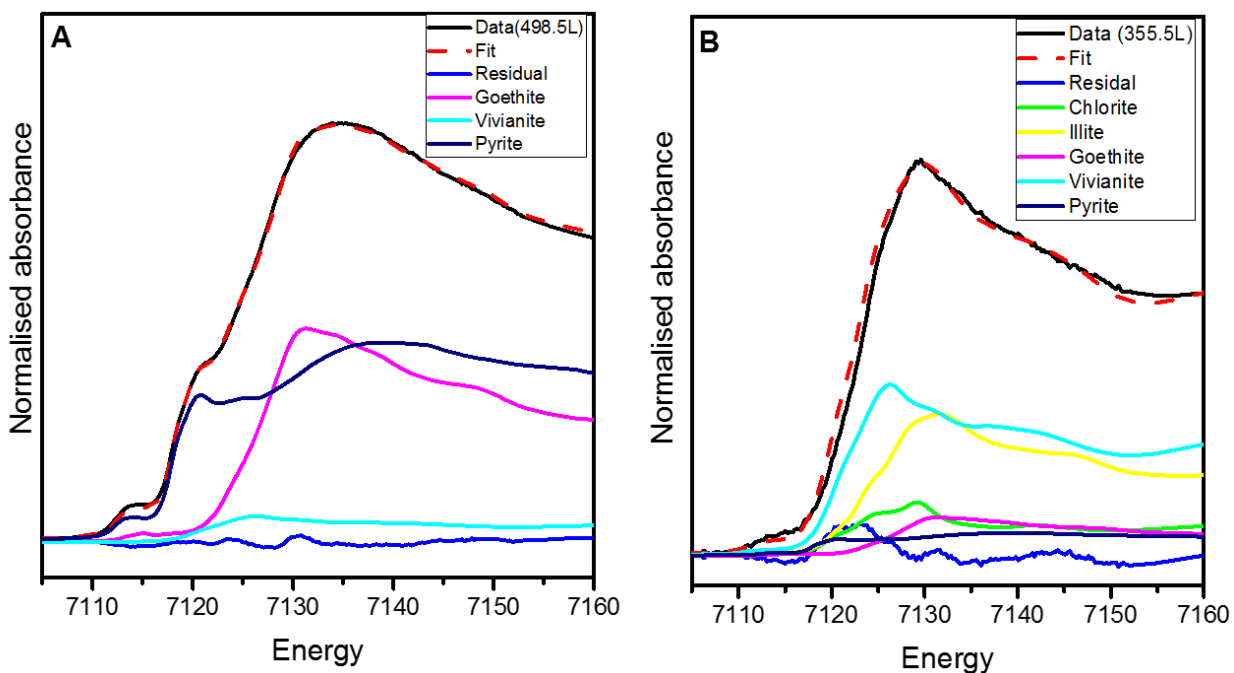 A
Data(498.5L)
Fit
Residual
Goethite
Vivianite
Pyrite
Normalised absorbance
7110 7120 7130 7140 7150 7160
Energy
B
Data (355.5L)
Fit
Residal
Chlorite
Illite
Goethite
Vivianite
Pyrite
Normalised absorbance
7110 7120 7130 7140 7150 7160
Energy